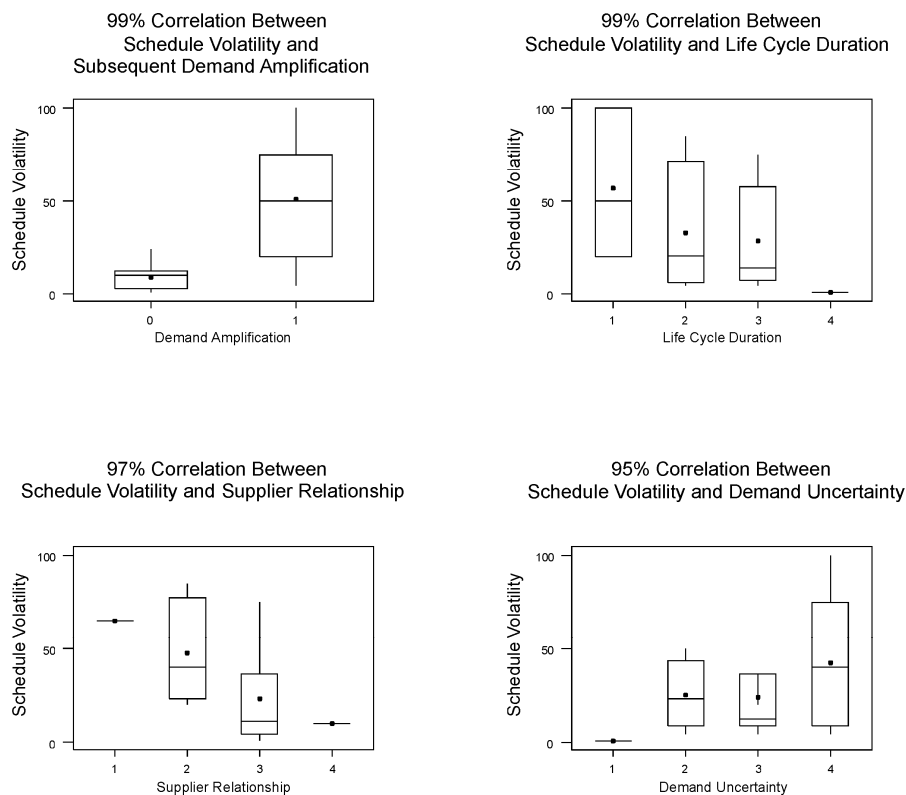 99% Correlation Between
Schedule Volatility and
Subsequent Demand Amplification
100
50
0
Schedule Volatility
0 1
Demand Amplification
99% Correlation Between
Schedule Volatility and Life Cycle Duration
100
50
0
Schedule Volatility
1 2 3 4
Life Cycle Duration
97% Correlation Between
Schedule Volatility and Supplier Relationship
100
50
0
Schedule Volatility
1 2 3 4
Supplier Relationship
95% Correlation Between
Schedule Volatility and Demand Uncertainty
100
50
0
Schedule Volatility
1 2 3 4
Demand Uncertainty